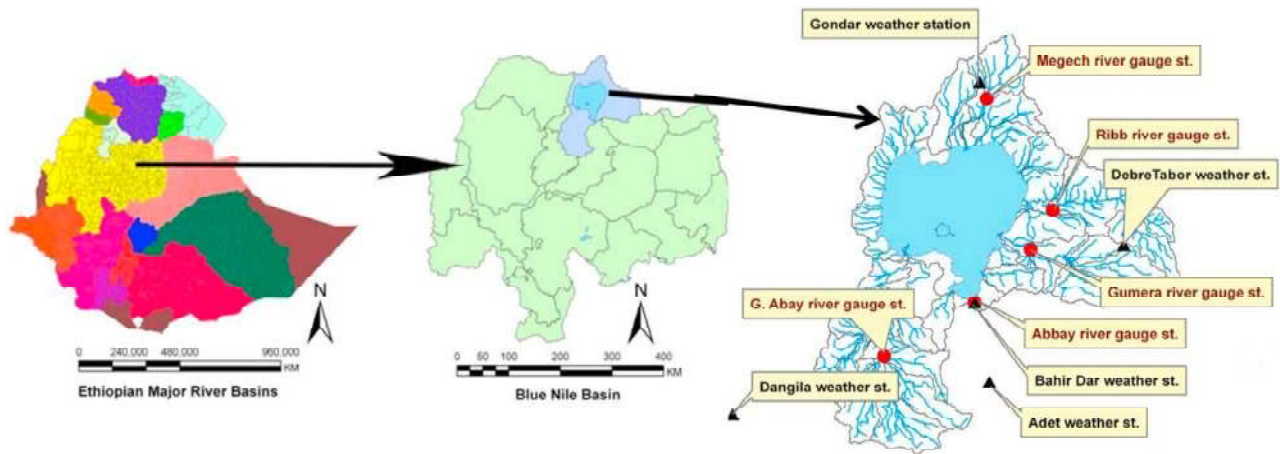 Gondar weather station
Megech river gauge st.
Ribb river gauge st.
DebreTabor weather st.
G. Abay river gauge st.
Gumera river gauge st.
Abbay river gauge st.
Bahir Dar weather st.
Dangila weather st.
Adet weather st.
N
0 240,000 480,000 960,000
KM
Ethiopian Major River Basins
N
0 50 100 200 300 400
KM
Blue Nile Basin